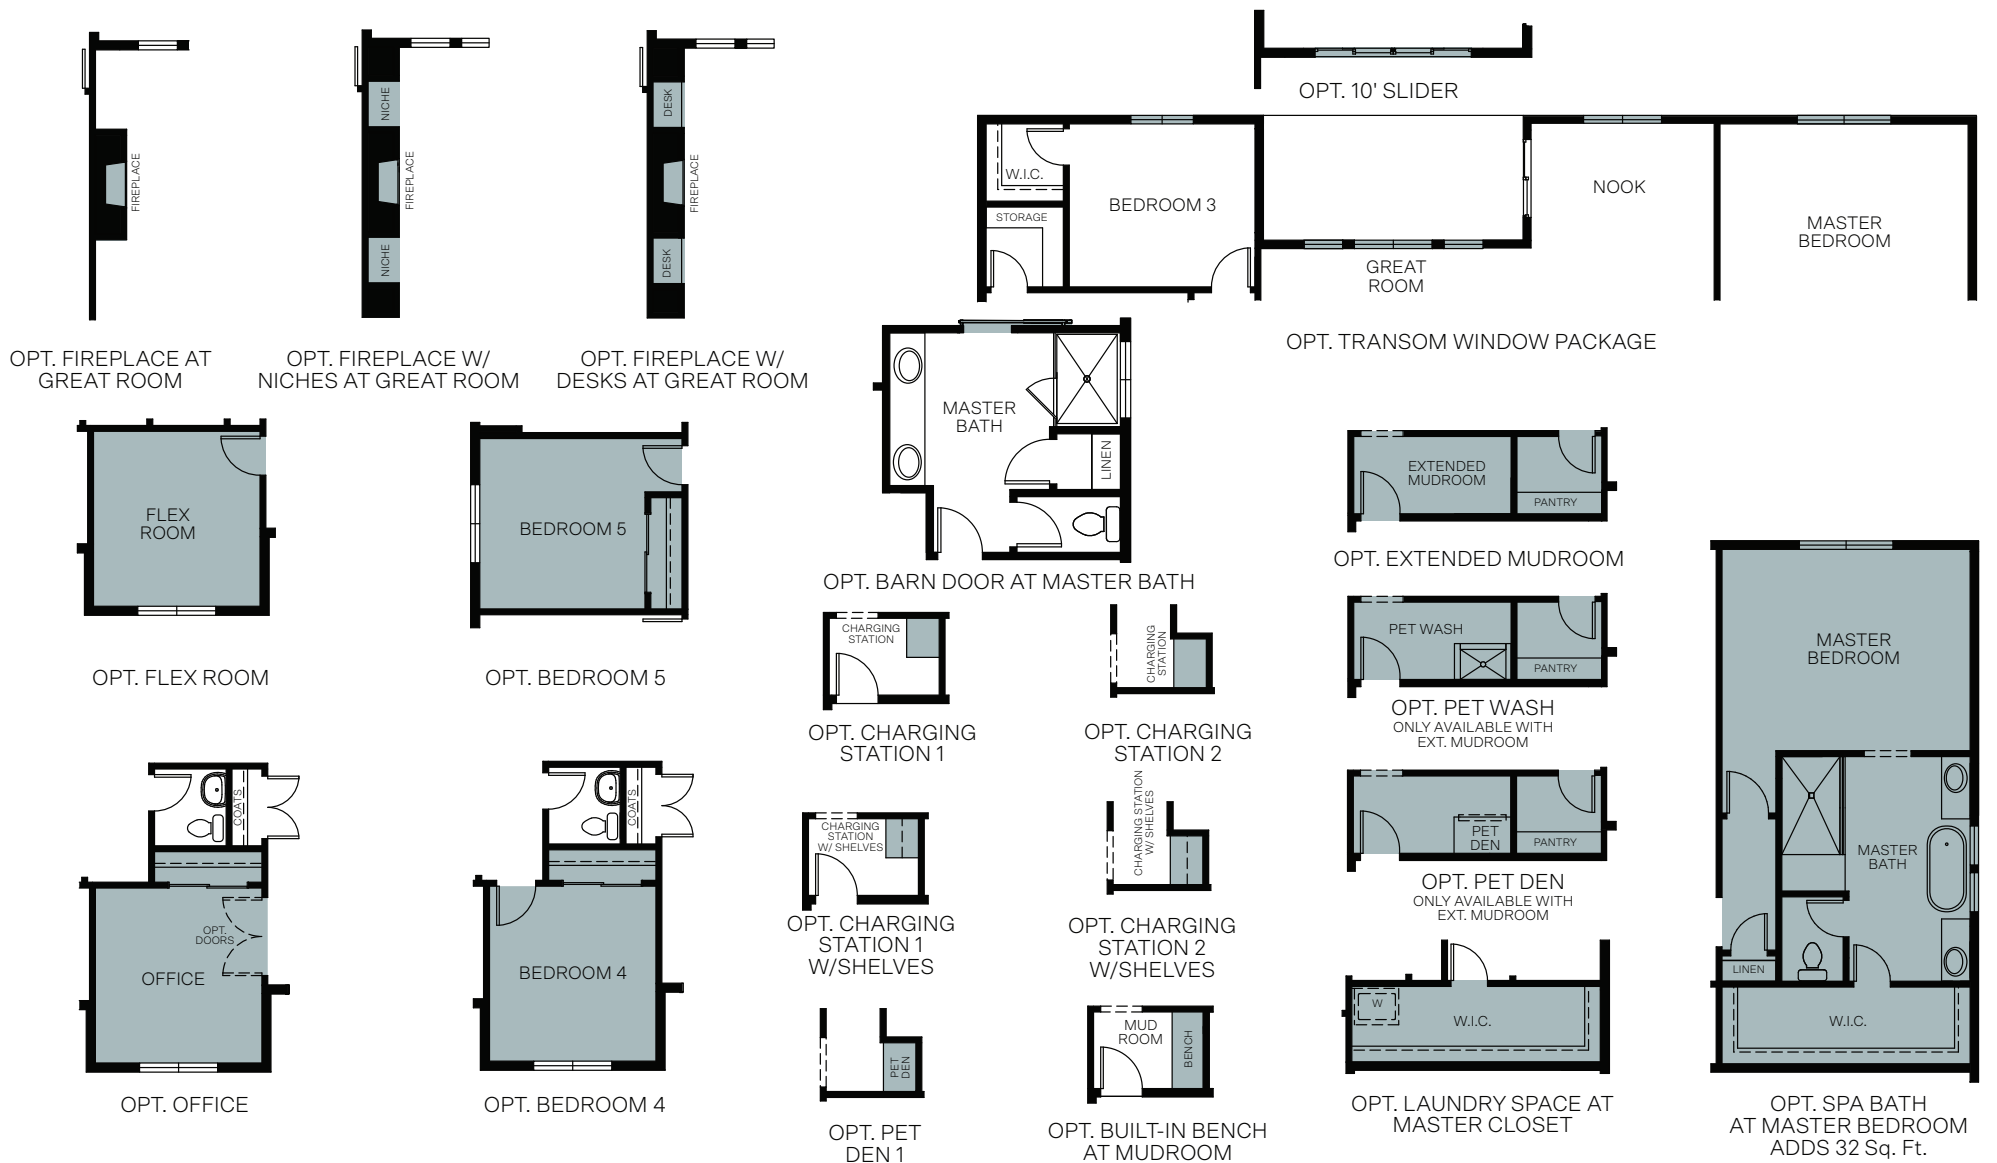 NICHE
FIREPLACE
NICHE
DESK
FIREPLACE
DESK
FIREPLACE
OPT. FIREPLACE AT
GREAT ROOM
OPT. FIREPLACE W/
NICHES AT GREAT ROOM
OPT. FIREPLACE W/
DESKS AT GREAT ROOM
OPT. 10' SLIDER
W.I.C.
STORAGE
BEDROOM 3
GREAT
ROOM
NOOK
MASTER
BEDROOM
OPT. TRANSOM WINDOW PACKAGE
MASTER
BATH
LINEN
OPT. BARN DOOR AT MASTER BATH
FLEX
ROOM
OPT. FLEX ROOM
BEDROOM 5
OPT. BEDROOM 5
EXTENDED
MUDROOM
PANTRY
OPT. EXTENDED MUDROOM
CHARGING
STATION
OPT. CHARGING
STATION 1
CHARGING
STATION
OPT. CHARGING
STATION 2
PET WASH
PANTRY
OPT. PET WASH
ONLY AVAILABLE WITH
EXT. MUDROOM
COATS
OPT.
DOORS
OFFICE
OPT. OFFICE
COATS
BEDROOM 4
OPT. BEDROOM 4
CHARGING
STATION
W/ SHELVES
OPT. CHARGING
STATION 1
W/SHELVES
CHARGING STATION
W/ SHELVES
OPT. CHARGING
STATION 2
W/SHELVES
PET
DEN
PANTRY
OPT. PET DEN
ONLY AVAILABLE WITH
EXT. MUDROOM
PET
DEN
OPT. PET
DEN 1
MUD
ROOM
BENCH
OPT. BUILT-IN BENCH
AT MUDROOM
W
W.I.C.
OPT. LAUNDRY SPACE AT
MASTER CLOSET
MASTER
BEDROOM
MASTER
BATH
LINEN
W.I.C.
OPT. SPA BATH
AT MASTER BEDROOM
ADDS 32 Sq. Ft.